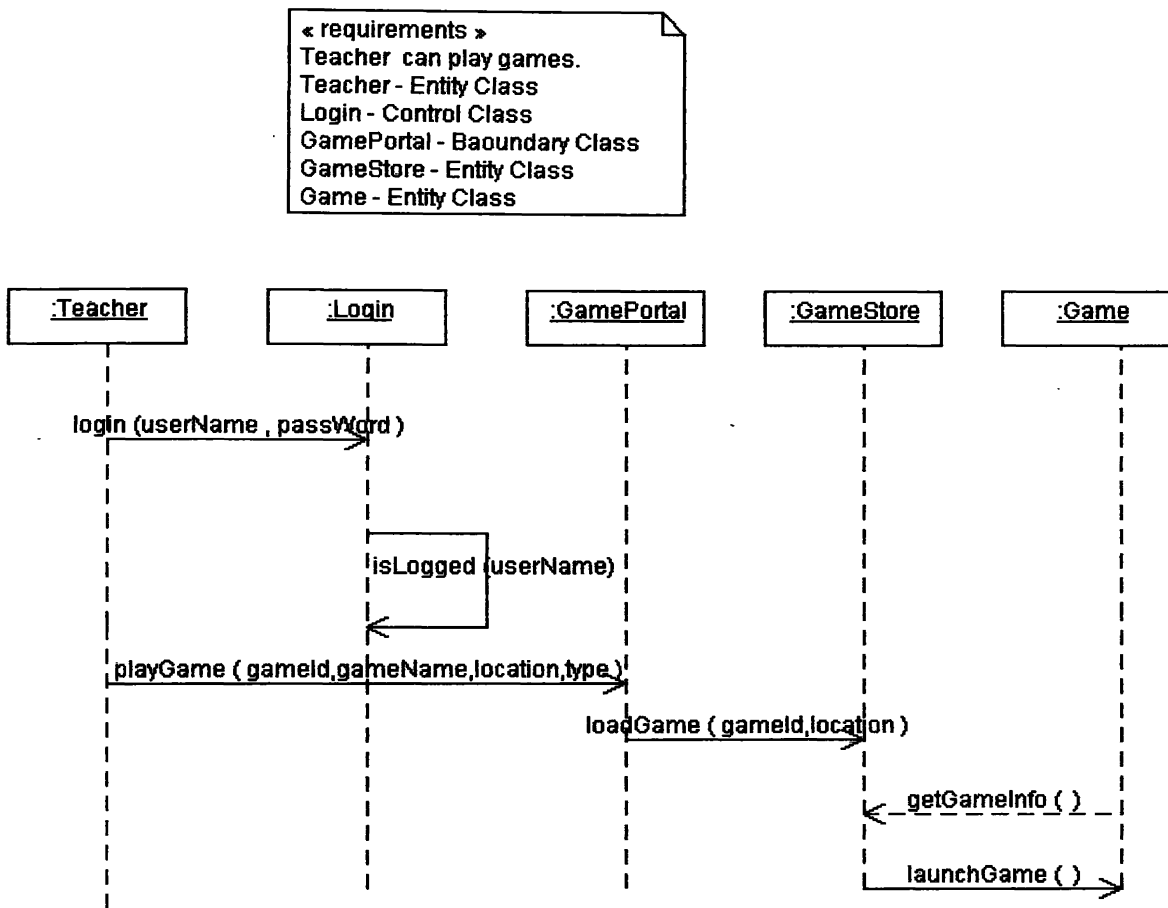 « requirements »
Teacher can play games.
Teacher - Entity Class
Login - Control Class
GamePortal - Baoundary Class
GameStore - Entity Class
Game - Entity Class
:Teacher
:Login
:GamePortal
:GameStore
:Game
login (userName , passWord )
isLogged (userName)
playGame ( gameId,gameName,location,type )
loadGame ( gameId,location )
getGameInfo ( )
launchGame ( )